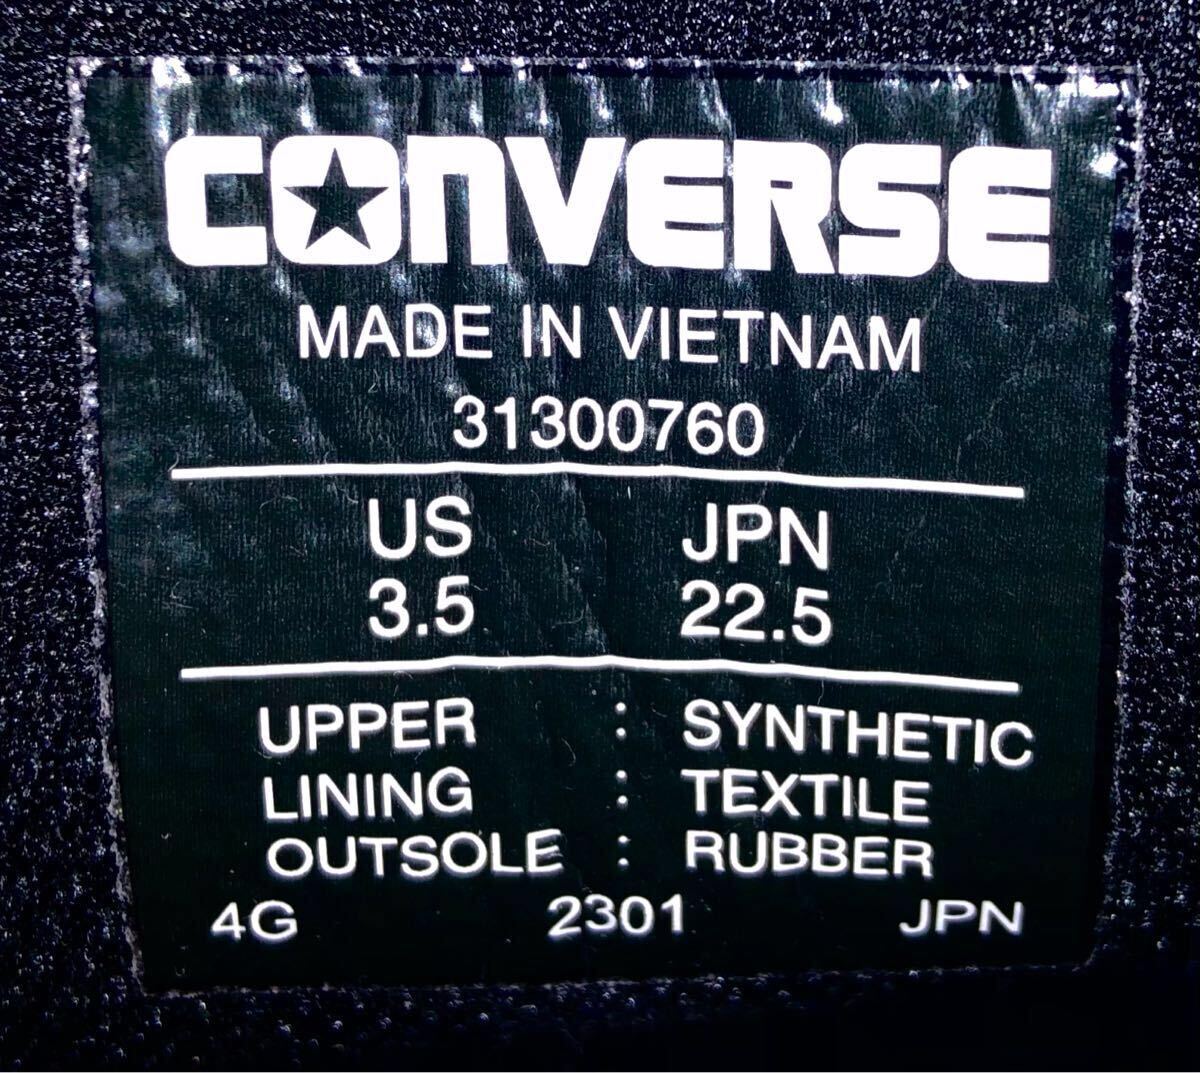 CONVERSE
MADE IN VIETNAM
31300760
US JPN
3.5 22.5
UPPER : SYNTHETIC
LINING : TEXTILE
OUTSOLE : RUBBER
4G 2301 JPN